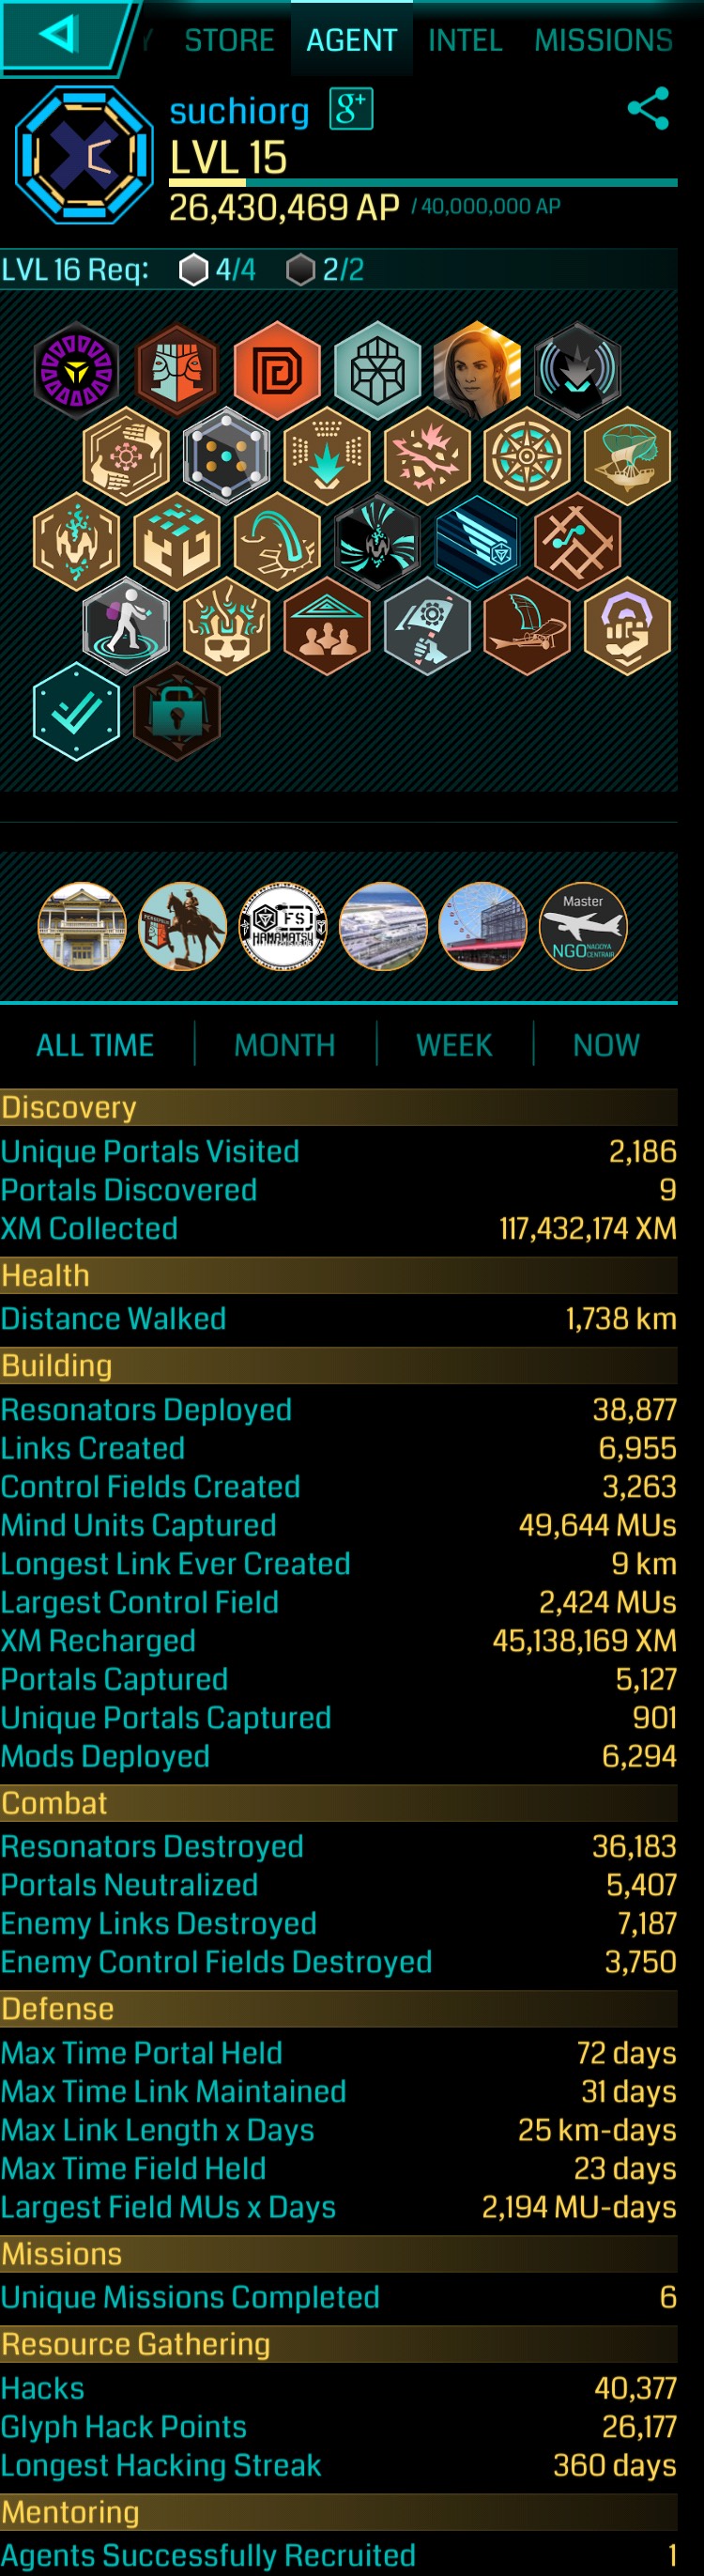 Y STORE AGENT INTEL MISSIONS
suchiorg g+
LVL 15
26,430,469 AP / 40,000,000 AP
LVL 16 Req: 4/4 2/2
FS
HAMAMATSU
Master
NGO NAGOYA CENTRAIR
ALL TIME MONTH WEEK NOW
Discovery
Unique Portals Visited 2,186
Portals Discovered 9
XM Collected 117,432,174 XM
Health
Distance Walked 1,738 km
Building
Resonators Deployed 38,877
Links Created 6,955
Control Fields Created 3,263
Mind Units Captured 49,644 MUs
Longest Link Ever Created 9 km
Largest Control Field 2,424 MUs
XM Recharged 45,138,169 XM
Portals Captured 5,127
Unique Portals Captured 901
Mods Deployed 6,294
Combat
Resonators Destroyed 36,183
Portals Neutralized 5,407
Enemy Links Destroyed 7,187
Enemy Control Fields Destroyed 3,750
Defense
Max Time Portal Held 72 days
Max Time Link Maintained 31 days
Max Link Length x Days 25 km-days
Max Time Field Held 23 days
Largest Field MUs x Days 2,194 MU-days
Missions
Unique Missions Completed 6
Resource Gathering
Hacks 40,377
Glyph Hack Points 26,177
Longest Hacking Streak 360 days
Mentoring
Agents Successfully Recruited 1